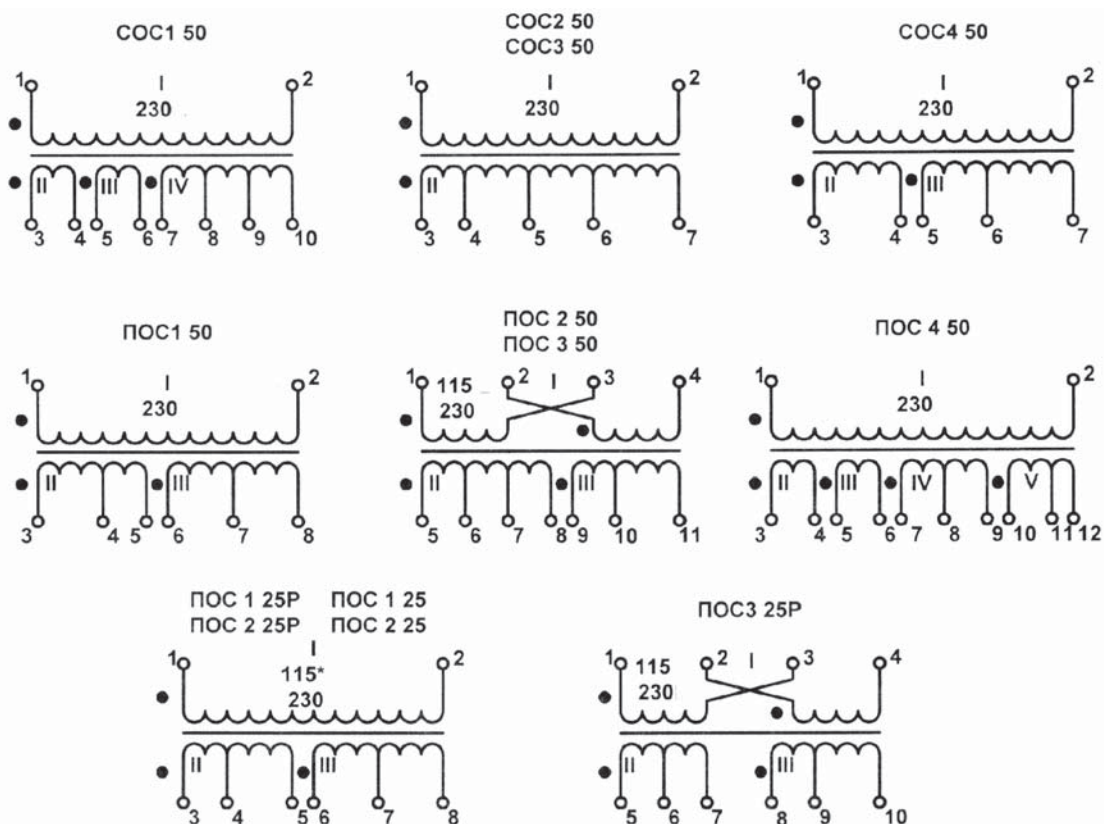 СОС1 50
СОС2 50
СОС3 50
СОС4 50
1 I 2
230
1 I 2
230
1 I 2
230
II III IV
3 4 5 6 7 8 9 10
II
3 4 5 6 7
II III
3 4 5 6 7
ПОС1 50
ПОС 2 50
ПОС 3 50
ПОС 4 50
1 I 2
230
1 115 2 I 3 4
230
1 I 2
230
II III
3 4 5 6 7 8
II III
5 6 7 8 9 10 11
II III IV V
3 4 5 6 7 8 9 10 11 12
ПОС 1 25Р ПОС 1 25
ПОС 2 25Р ПОС 2 25
ПОС3 25Р
1 I 2
115*
230
1 115 2 I 3 4
230
II III
3 4 5 6 7 8
II III
5 6 7 8 9 10